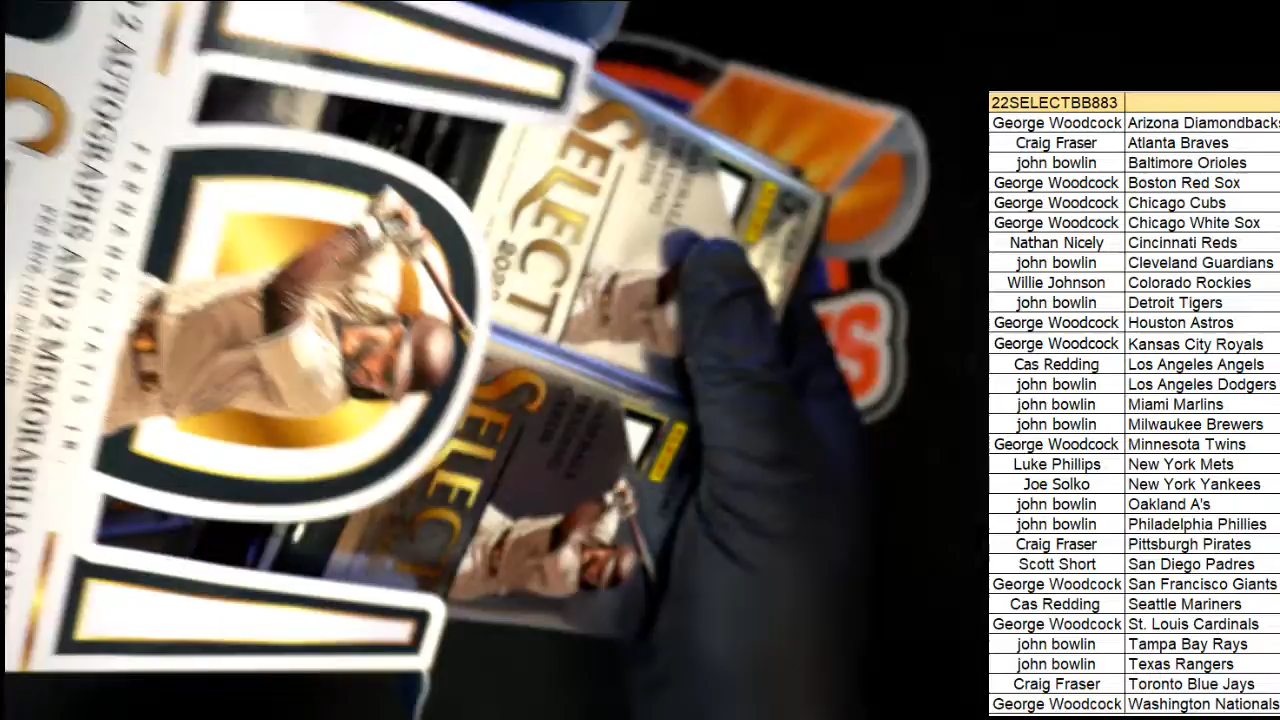 2 AUTOGRAPHS AND 2 MEMORABILIA CA
FERNANDO TATIS JR.
SELECT
SELECT
PANINI
22SELECTBB883
George Woodcock Arizona Diamondbacks
Craig Fraser Atlanta Braves
john bowlin Baltimore Orioles
George Woodcock Boston Red Sox
George Woodcock Chicago Cubs
George Woodcock Chicago White Sox
Nathan Nicely Cincinnati Reds
john bowlin Cleveland Guardians
Willie Johnson Colorado Rockies
john bowlin Detroit Tigers
George Woodcock Houston Astros
George Woodcock Kansas City Royals
Cas Redding Los Angeles Angels
john bowlin Los Angeles Dodgers
john bowlin Miami Marlins
john bowlin Milwaukee Brewers
George Woodcock Minnesota Twins
Luke Phillips New York Mets
Joe Solko New York Yankees
john bowlin Oakland A's
john bowlin Philadelphia Phillies
Craig Fraser Pittsburgh Pirates
Scott Short San Diego Padres
George Woodcock San Francisco Giants
Cas Redding Seattle Mariners
George Woodcock St. Louis Cardinals
john bowlin Tampa Bay Rays
john bowlin Texas Rangers
Craig Fraser Toronto Blue Jays
George Woodcock Washington Nationals